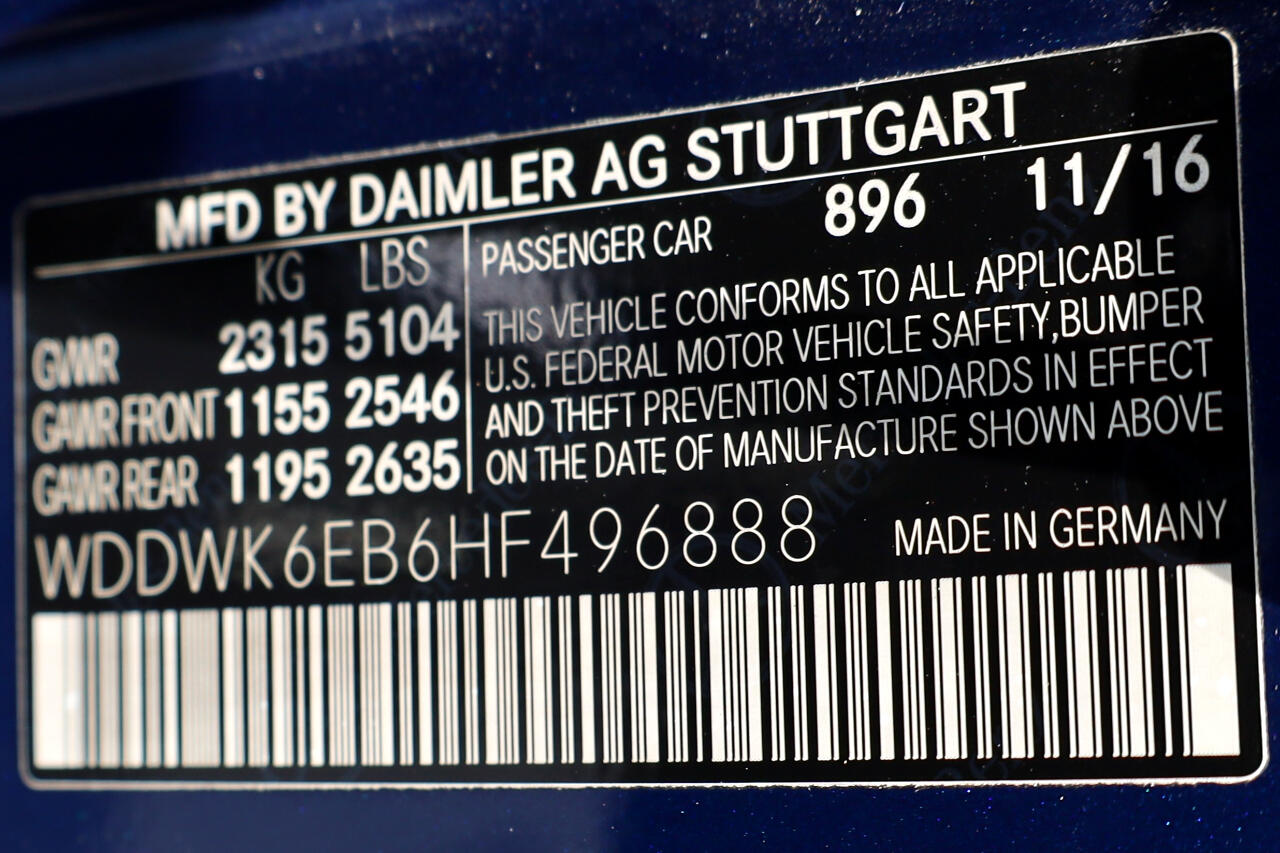 MFD BY DAIMLER AG STUTTGART
KG LBS
GVWR 2315 5104
GAWR FRONT 1155 2546
GAWR REAR 1195 2635
PASSENGER CAR 896 11/16
THIS VEHICLE CONFORMS TO ALL APPLICABLE
U.S. FEDERAL MOTOR VEHICLE SAFETY,BUMPER
AND THEFT PREVENTION STANDARDS IN EFFECT
ON THE DATE OF MANUFACTURE SHOWN ABOVE
WDDWK6EB6HF496888 MADE IN GERMANY